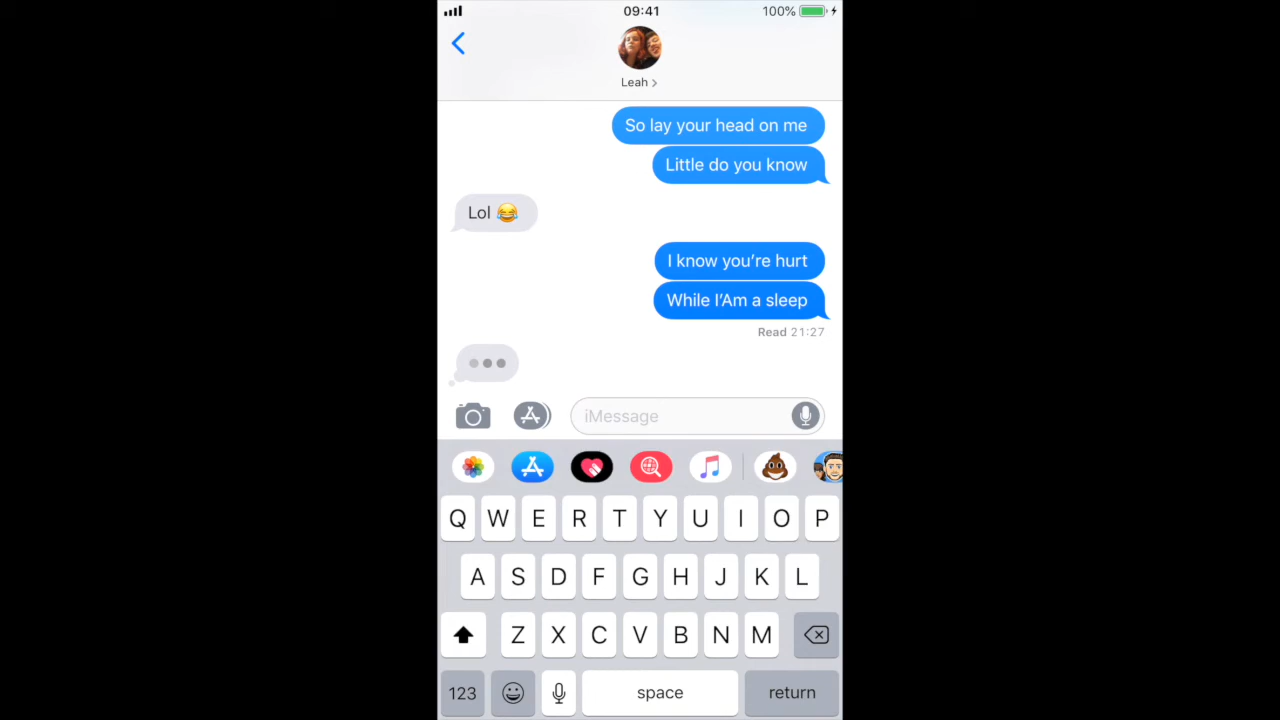 09:41
100%
Leah >
So lay your head on me
Little do you know
Lol 😂
I know you're hurt
While I'Am a sleep
Read 21:27
iMessage
Q W E R T Y U I O P
A S D F G H J K L
Z X C V B N M
123 space return